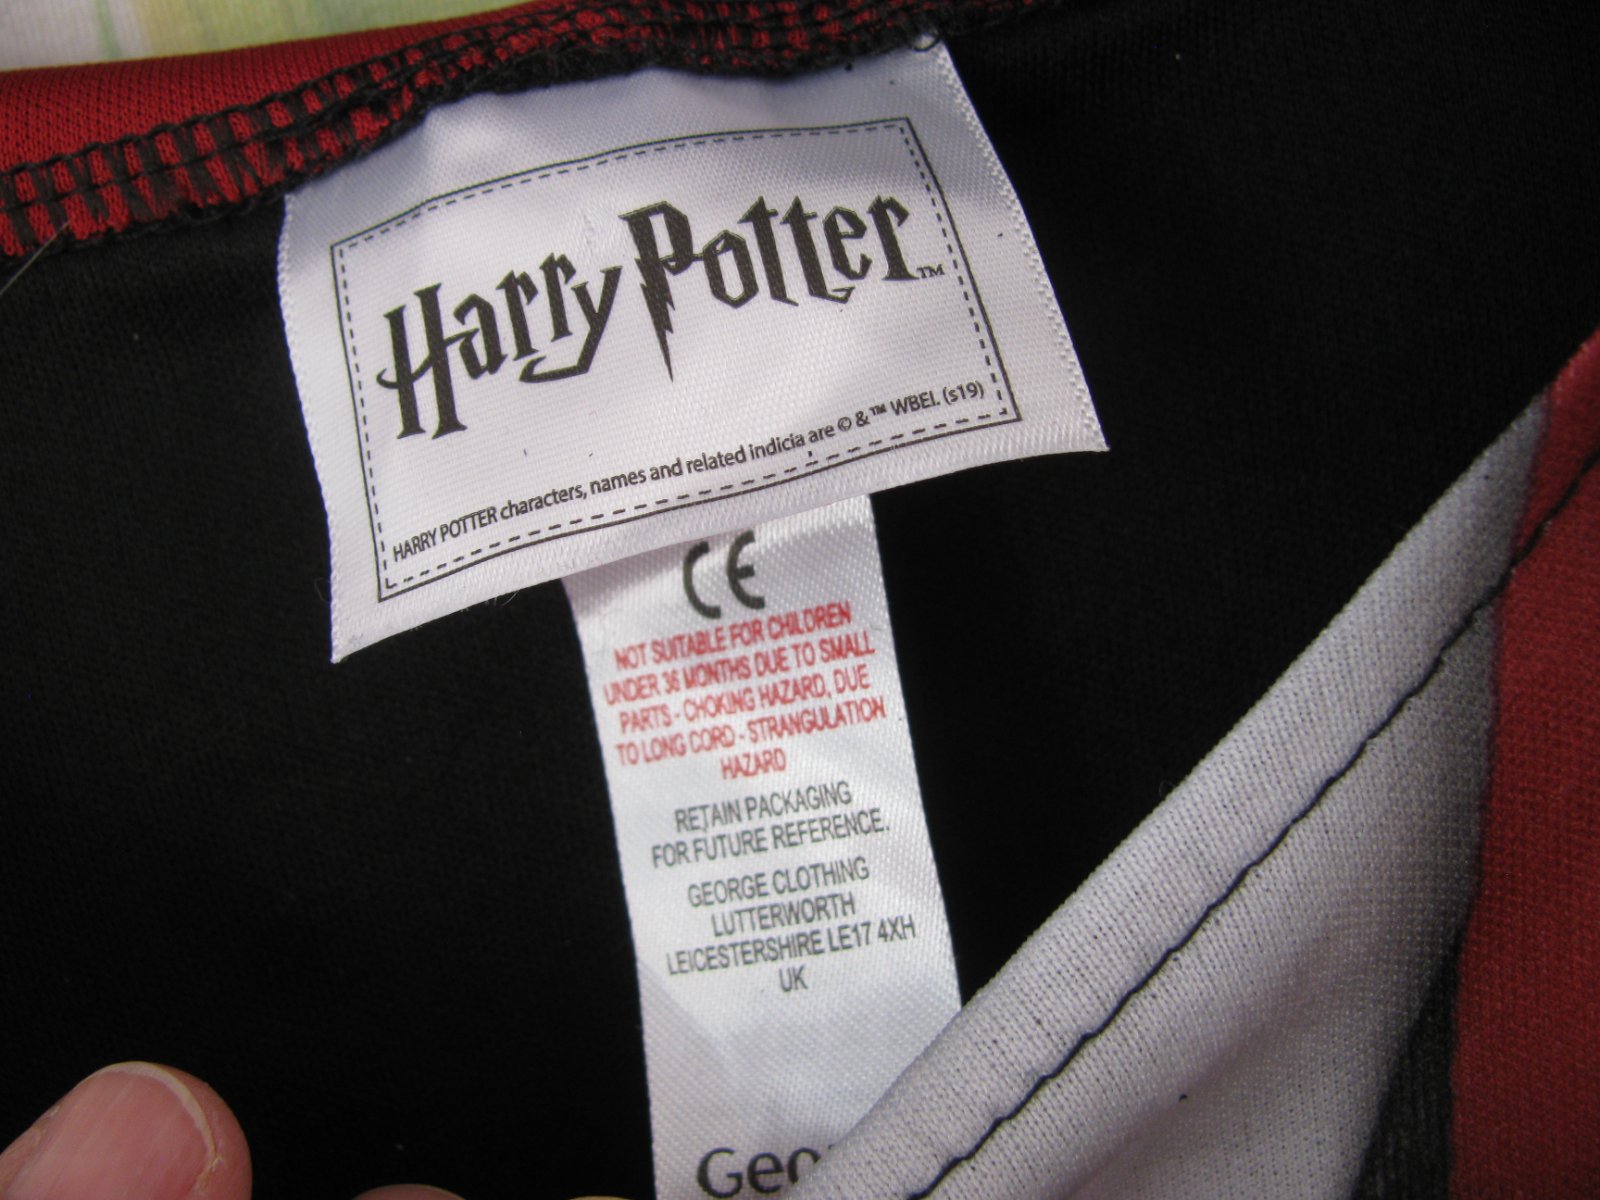 Harry Potter™
HARRY POTTER characters, names and related indicia are © & ™ WBEI. (s19)
CE
NOT SUITABLE FOR CHILDREN
UNDER 36 MONTHS DUE TO SMALL
PARTS - CHOKING HAZARD, DUE
TO LONG CORD - STRANGULATION
HAZARD
RETAIN PACKAGING
FOR FUTURE REFERENCE.
GEORGE CLOTHING
LUTTERWORTH
LEICESTERSHIRE LE17 4XH
UK
Geo